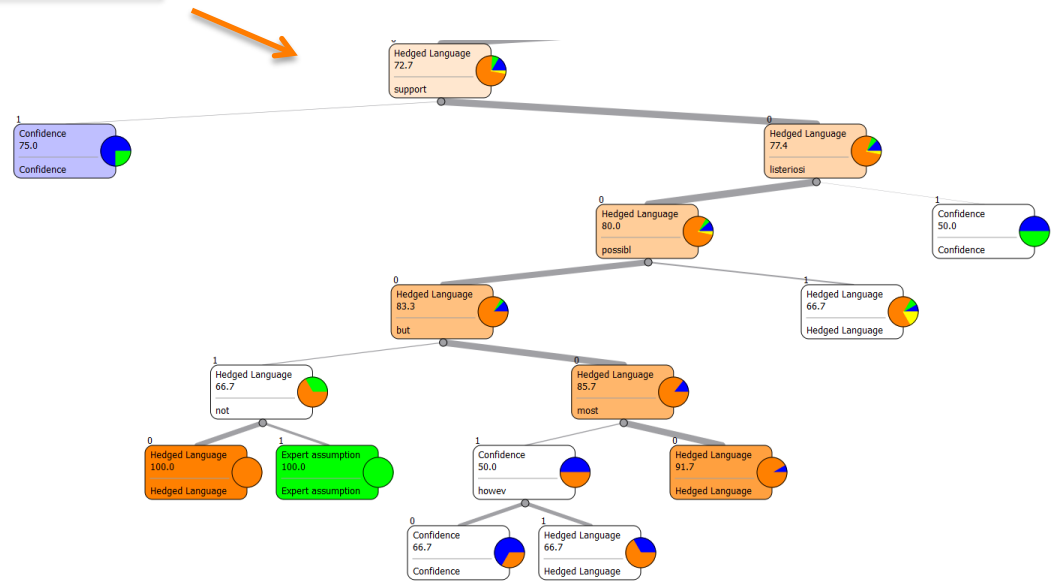 Hedged Language
72.7
support
1
Confidence
75.0
Confidence
0
Hedged Language
77.4
listeriosi
0
Hedged Language
80.0
possibl
1
Confidence
50.0
Confidence
0
Hedged Language
83.3
but
1
Hedged Language
66.7
Hedged Language
1
Hedged Language
66.7
not
0
Hedged Language
85.7
most
0
Hedged Language
100.0
Hedged Language
1
Expert assumption
100.0
Expert assumption
1
Confidence
50.0
howev
0
Hedged Language
91.7
Hedged Language
0
Confidence
66.7
Confidence
1
Hedged Language
66.7
Hedged Language